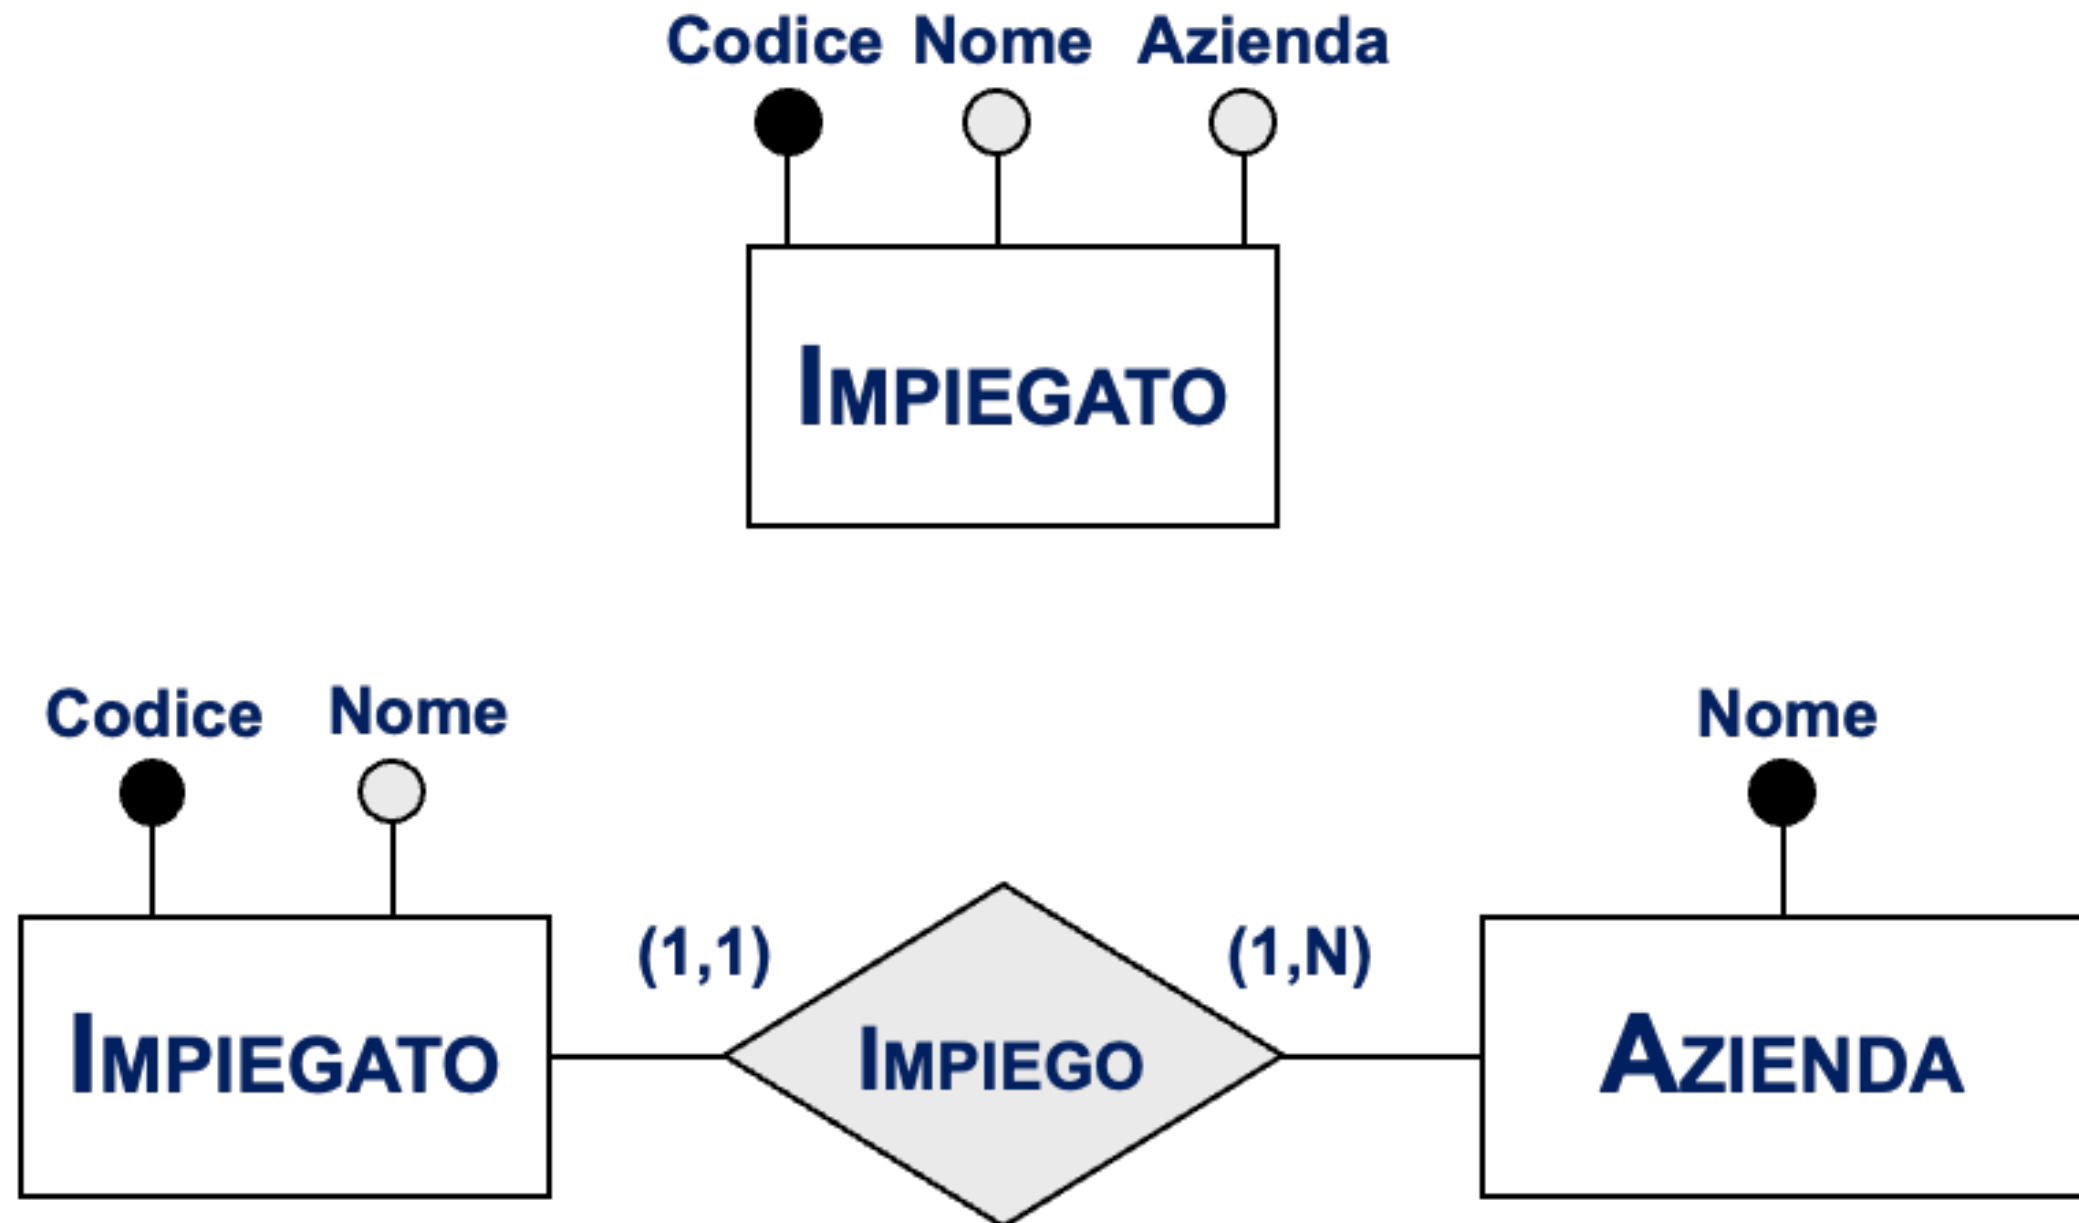 Codice Nome Azienda
IMPIEGATO
Codice Nome
Nome
(1,1)
(1,N)
IMPIEGATO
IMPIEGO
AZIENDA